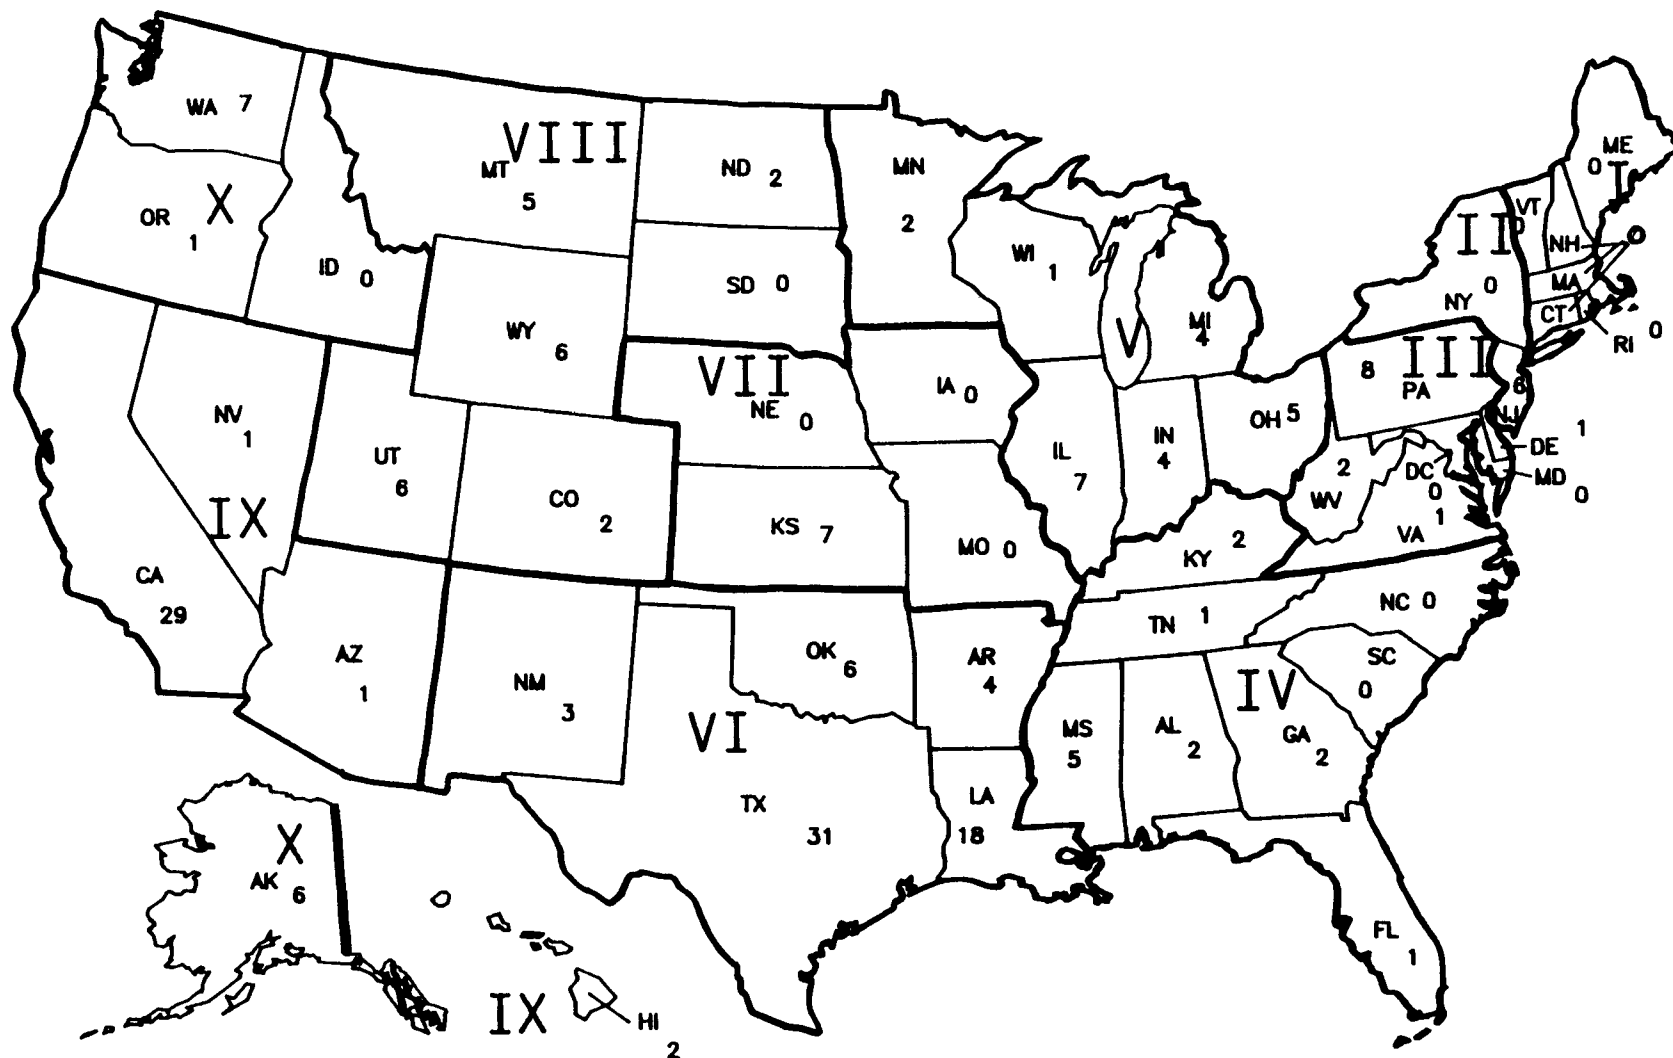 WA 7
VIII
MT
5
ND 2
MN
2
ME
0
I
OR X
1
ID 0
SD 0
WI 1
II
VT
0
NH
0
MA
NY 0
CT
RI 0
WY 6
MI
4
V
VII
NE
0
IA 0
8 III
PA
6
NJ
NV
1
UT
6
CO
2
IL
7
IN
4
OH 5
1
DE
MD
0
2
WV
DC
0
1
VA
IX
KS 7
MO 0
KY 2
CA
29
NC 0
TN 1
AZ
1
NM
3
OK 6
AR
4
SC
0
IV
VI
MS
5
AL
2
GA
2
TX
31
LA
18
X
AK 6
FL
1
IX
HI
2